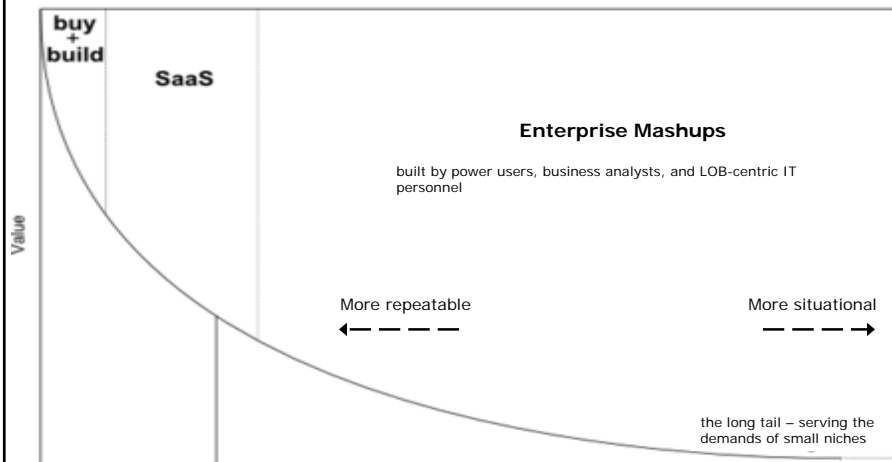 buy
+
build
SaaS
Enterprise Mashups
built by power users, business analysts, and LOB-centric IT
personnel
Value
More repeatable
More situational
the long tail – serving the
demands of small niches